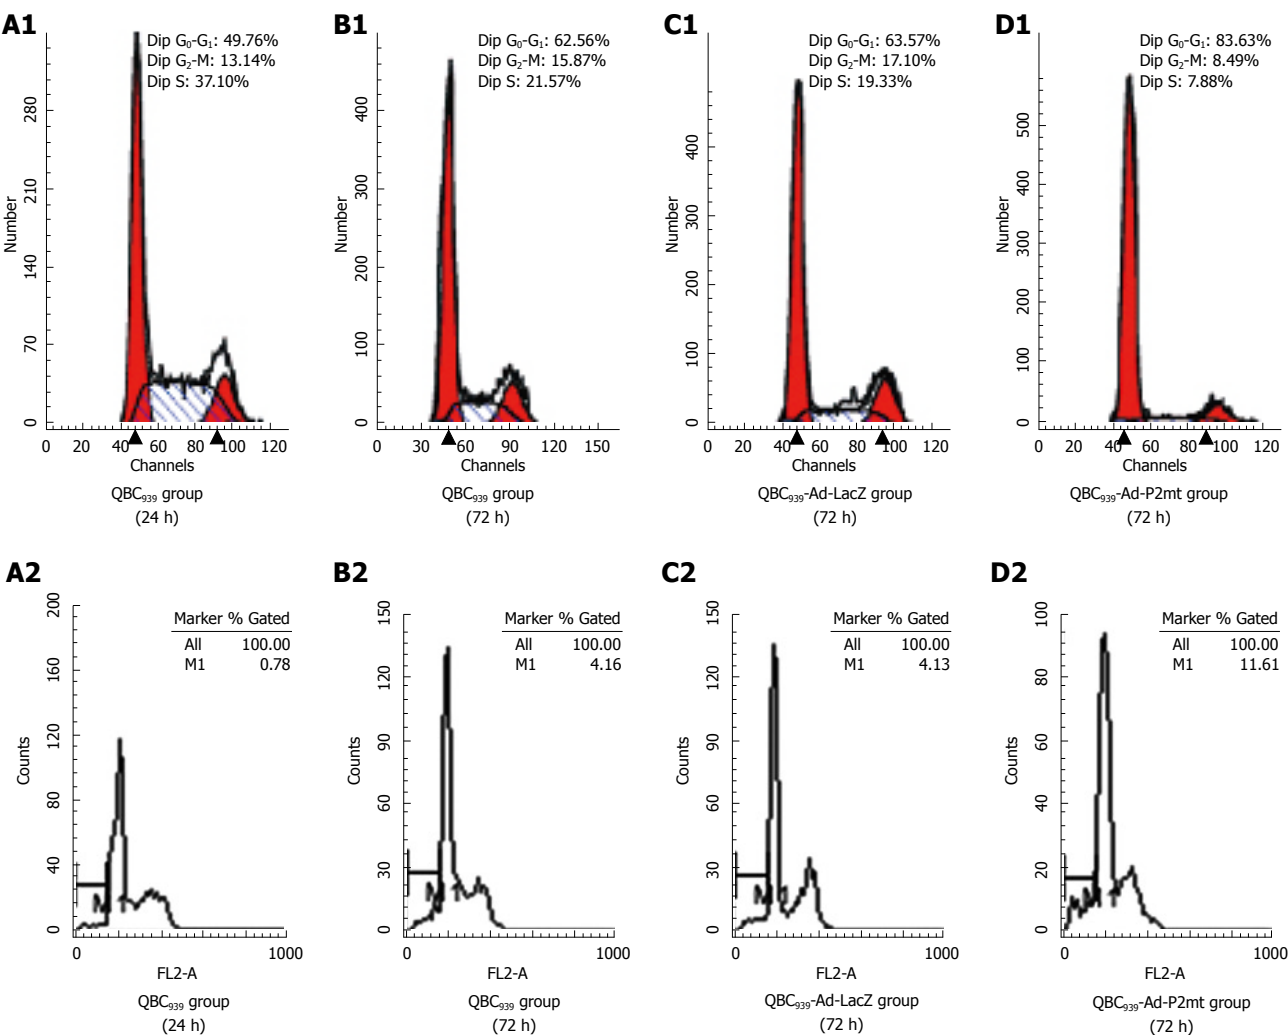 A1
Dip G₀-G₁: 49.76%
Dip G₂-M: 13.14%
Dip S: 37.10%
Number
0 70 140 210 280
0 20 40 60 80 100 120
Channels
QBC₉₃₉ group
(24 h)
B1
Dip G₀-G₁: 62.56%
Dip G₂-M: 15.87%
Dip S: 21.57%
Number
0 100 200 300 400
0 30 60 90 120 150
Channels
QBC₉₃₉ group
(72 h)
C1
Dip G₀-G₁: 63.57%
Dip G₂-M: 17.10%
Dip S: 19.33%
Number
0 100 200 300 400
0 20 40 60 80 100 120
Channels
QBC₉₃₉-Ad-LacZ group
(72 h)
D1
Dip G₀-G₁: 83.63%
Dip G₂-M: 8.49%
Dip S: 7.88%
Number
0 100 200 300 400 500
0 20 40 60 80 100 120
Channels
QBC₉₃₉-Ad-P2mt group
(72 h)
A2
Marker % Gated
All 100.00
M1 0.78
Counts
0 40 80 120 160 200
0 1000
FL2-A
QBC₉₃₉ group
(24 h)
B2
Marker % Gated
All 100.00
M1 4.16
Counts
0 30 60 90 120 150
0 1000
FL2-A
QBC₉₃₉ group
(72 h)
C2
Marker % Gated
All 100.00
M1 4.13
Counts
0 30 60 90 120 150
0 1000
FL2-A
QBC₉₃₉-Ad-LacZ group
(72 h)
D2
Marker % Gated
All 100.00
M1 11.61
Counts
0 20 40 60 80 100
0 1000
FL2-A
QBC₉₃₉-Ad-P2mt group
(72 h)